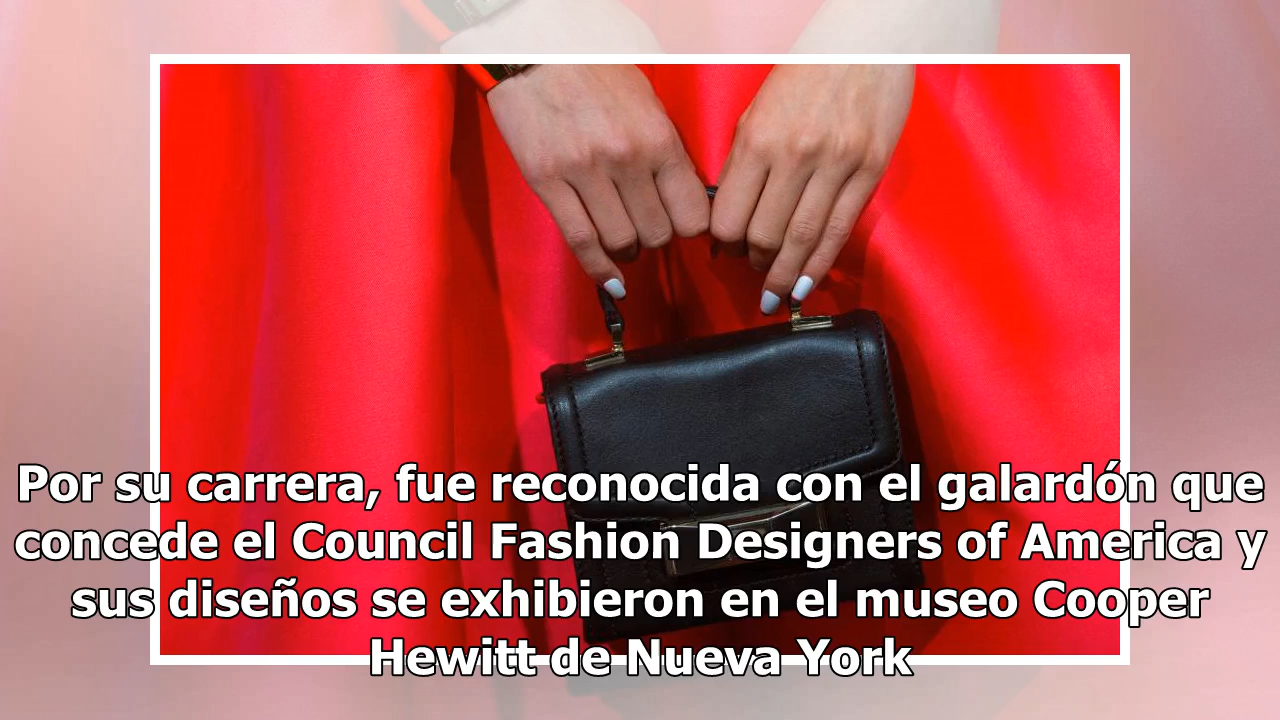 Por su carrera, fue reconocida con el galardón que
concede el Council Fashion Designers of America y
sus diseños se exhibieron en el museo Cooper
Hewitt de Nueva York